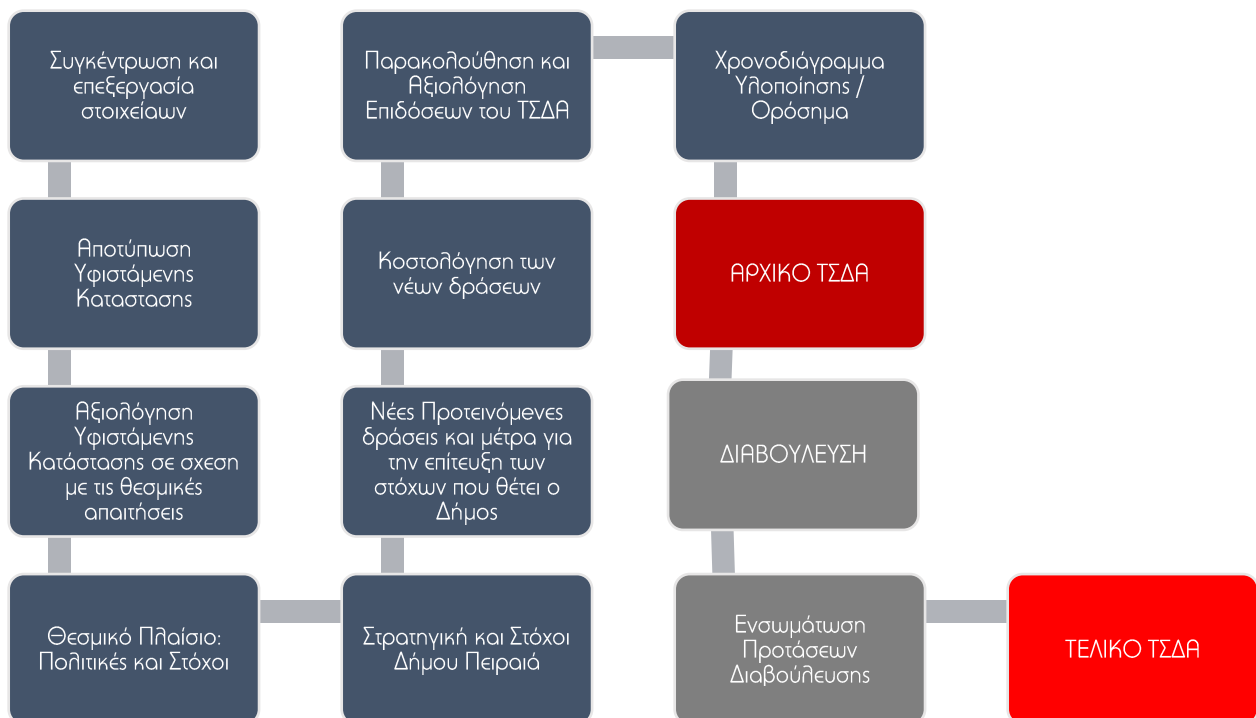 Συγκέντρωση και
επεξεργασία
στοιχείαων
Αποτύπωση
Υφιστάμενης
Καταστασης
Αξιολόγηση
Υφιστάμενης
Κατάστασης σε σχεση
με τις θεσμικές
απαιτήσεις
Θεσμικό Πλαίσιο:
Πολιτικές και Στόχοι
Στρατηγική και Στόχοι
Δήμου Πειραιά
Νέες Προτεινόμενες
δράσεις και μέτρα για
την επίτευξη των
στόχων που θέτει ο
Δήμος
Κοστολόγηση των
νέων δράσεων
Παρακολούθηση και
Αξιολόγηση
Επιδόσεων του ΤΣΔΑ
Χρονοδιάγραμμα
Υλοποίησης /
Ορόσημα
ΑΡΧΙΚΟ ΤΣΔΑ
ΔΙΑΒΟΥΛΕΥΣΗ
Ενσωμάτωση
Προτάσεων
Διαβούλευσης
ΤΕΛΙΚΟ ΤΣΔΑ